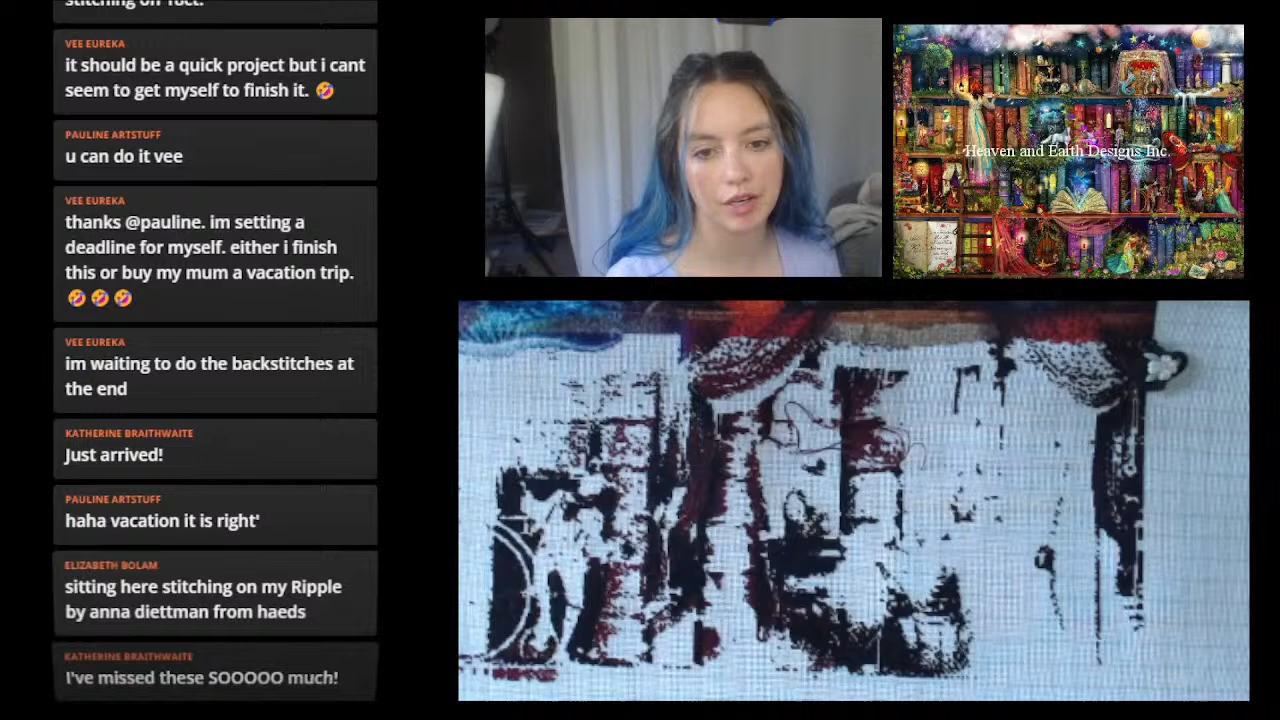 VEE EUREKA
it should be a quick project but i cant
seem to get myself to finish it. 🤣
PAULINE ARTSTUFF
u can do it vee
VEE EUREKA
thanks @pauline. im setting a
deadline for myself. either i finish
this or buy my mum a vacation trip.
🤣 🤣 🤣
VEE EUREKA
im waiting to do the backstitches at
the end
KATHERINE BRAITHWAITE
Just arrived!
PAULINE ARTSTUFF
haha vacation it is right'
ELIZABETH BOLAM
sitting here stitching on my Ripple
by anna diettman from haeds
KATHERINE BRAITHWAITE
I've missed these SOOOOO much!
Heaven and Earth Designs Inc